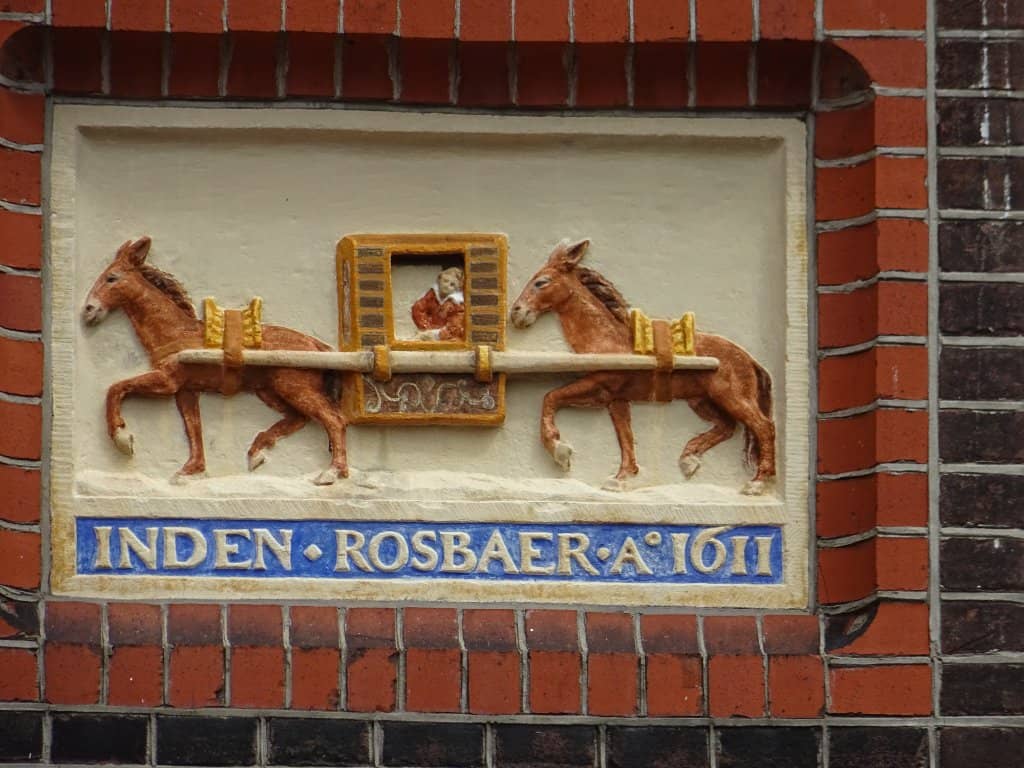 INDEN · ROSBAER · A° 1611